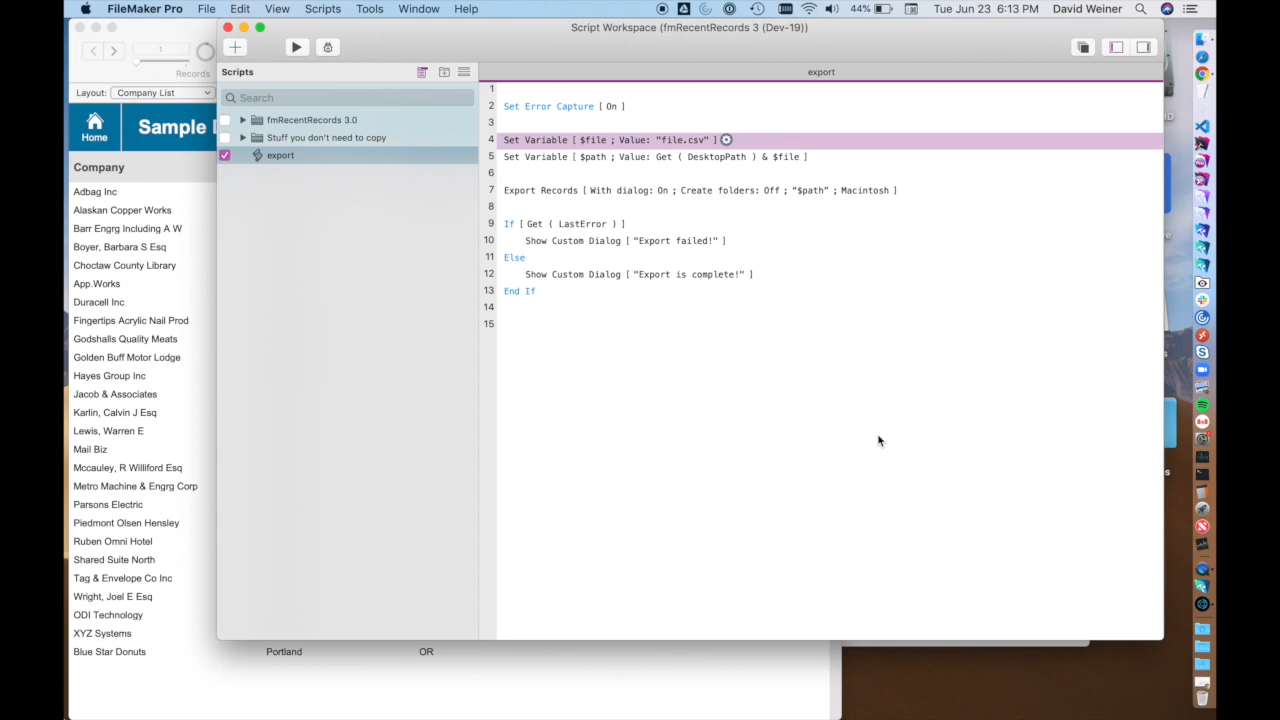 FileMaker Pro File Edit View Scripts Tools Window Help 44% Tue Jun 23 6:13 PM David Weiner
Script Workspace (fmRecentRecords 3 (Dev-19))
1
Records
Layout: Company List
Home
Sample
Company
Adbag Inc
Alaskan Copper Works
Barr Engrg Including A W
Boyer, Barbara S Esq
Choctaw County Library
App.Works
Duracell Inc
Fingertips Acrylic Nail Prod
Godshalls Quality Meats
Golden Buff Motor Lodge
Hayes Group Inc
Jacob & Associates
Karlin, Calvin J Esq
Lewis, Warren E
Mail Biz
Mccauley, R Williford Esq
Metro Machine & Engrg Corp
Parsons Electric
Piedmont Olsen Hensley
Ruben Omni Hotel
Shared Suite North
Tag & Envelope Co Inc
Wright, Joel E Esq
ODI Technology
XYZ Systems
Blue Star Donuts Portland OR
Scripts
Search
fmRecentRecords 3.0
Stuff you don't need to copy
export
export
1
2 Set Error Capture [ On ]
3
4 Set Variable [ $file ; Value: "file.csv" ]
5 Set Variable [ $path ; Value: Get ( DesktopPath ) & $file ]
6
7 Export Records [ With dialog: On ; Create folders: Off ; "$path" ; Macintosh ]
8
9 If [ Get ( LastError ) ]
10 Show Custom Dialog [ "Export failed!" ]
11 Else
12 Show Custom Dialog [ "Export is complete!" ]
13 End If
14
15
8x8